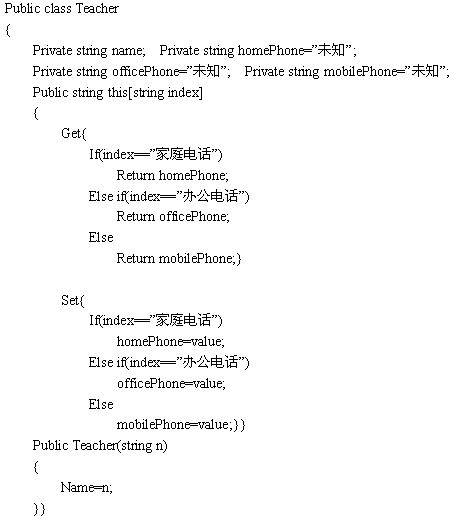 Public class Teacher
{
Private string name; Private string homePhone=”未知”;
Private string officePhone=”未知”; Private string mobilePhone=”未知”;
Public string this[string index]
{
Get{
If(index==”家庭电话”)
Return homePhone;
Else if(index==”办公电话”)
Return officePhone;
Else
Return mobilePhone;}
Set{
If(index==”家庭电话”)
homePhone=value;
Else if(index==”办公电话”)
officePhone=value;
Else
mobilePhone=value;}}
Public Teacher(string n)
{
Name=n;
}}